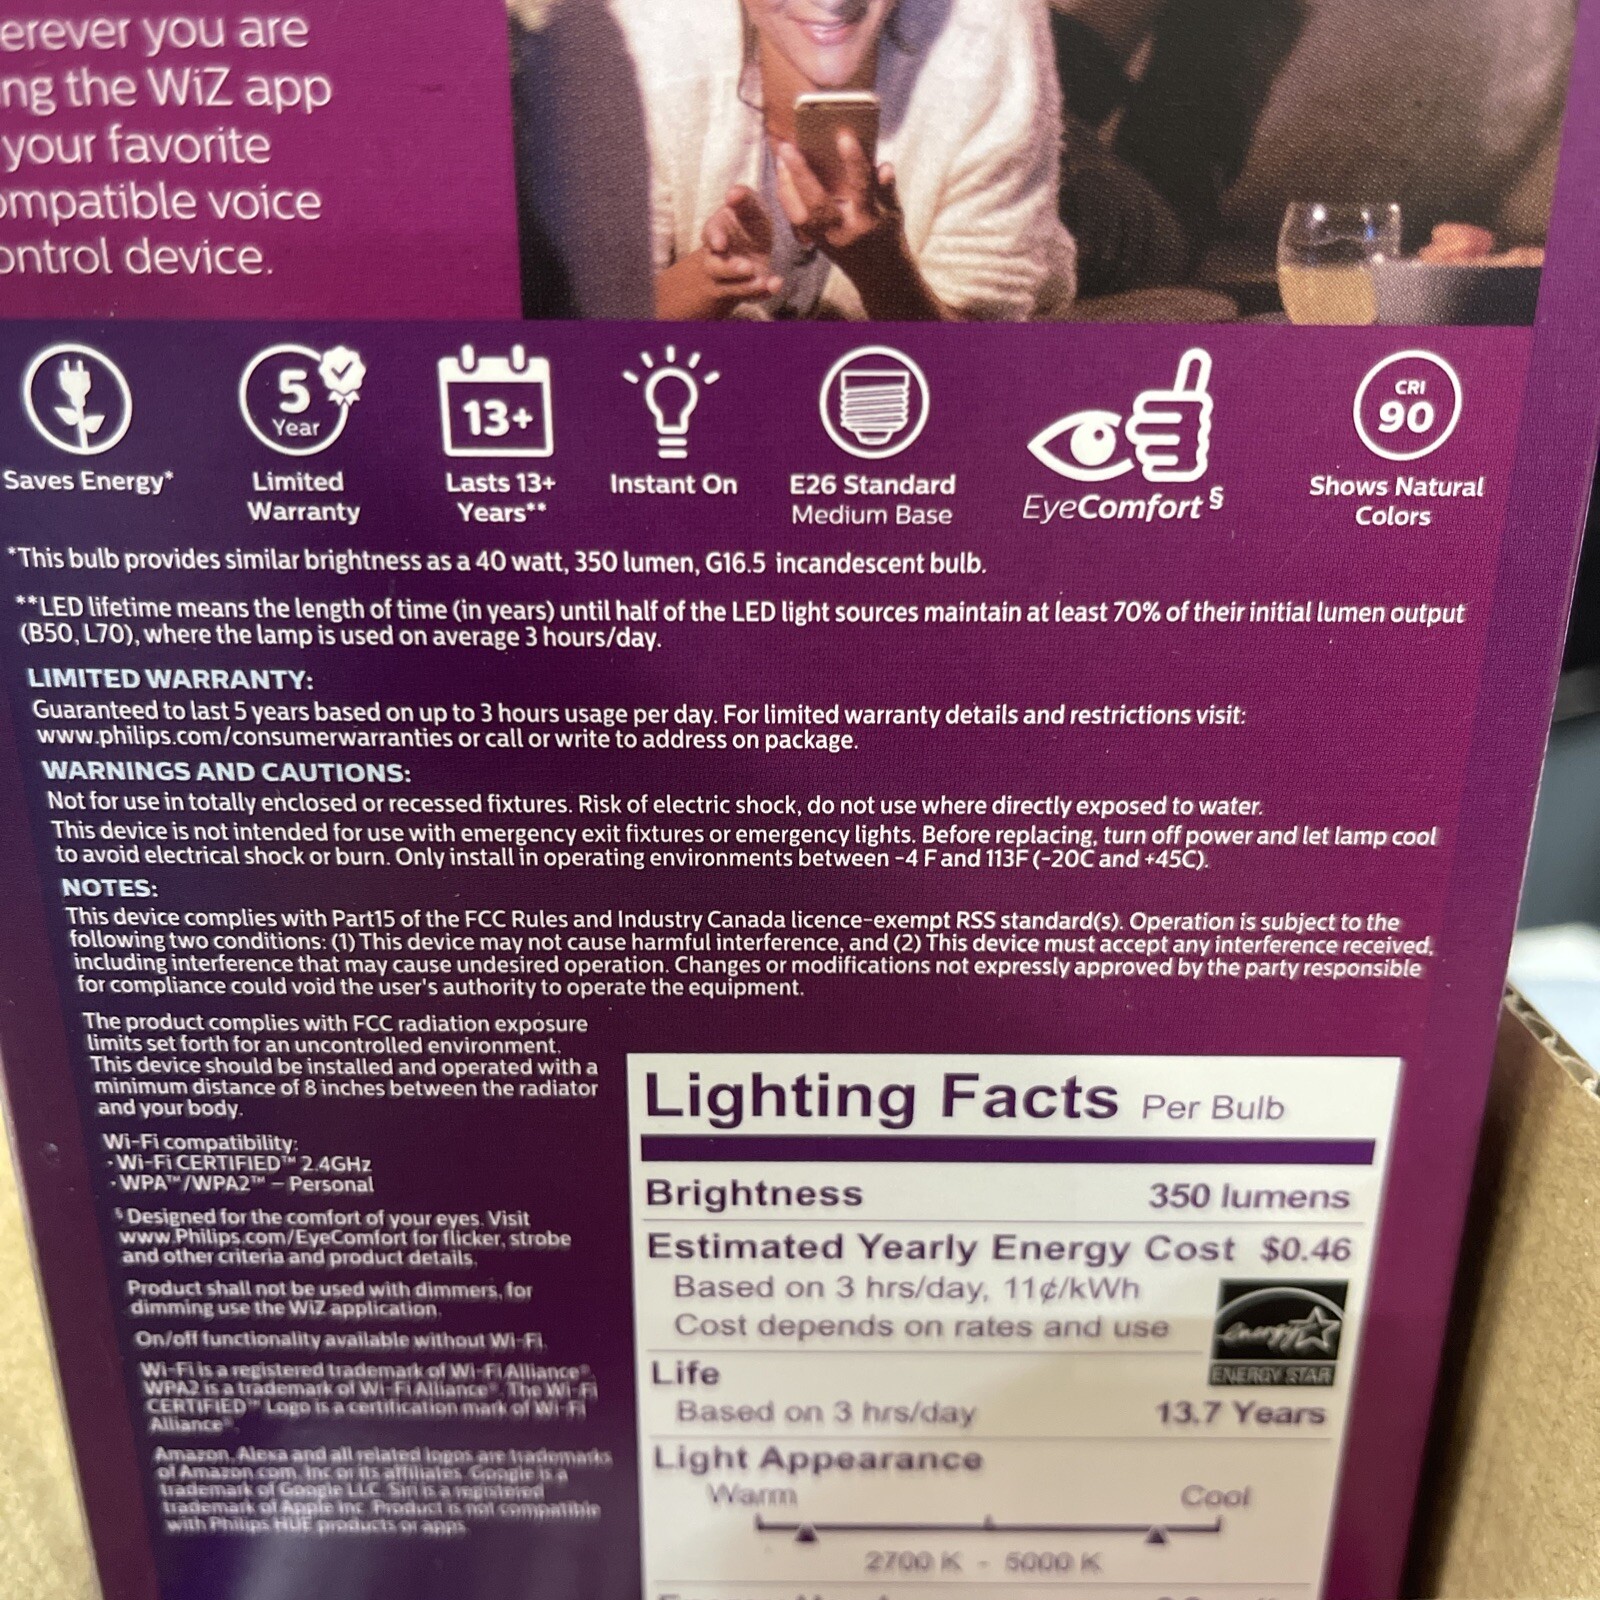 erever you are
ng the WiZ app
your favorite
ompatible voice
ontrol device.
5
Year
13+
CRI
90
Saves Energy*
Limited
Warranty
Lasts 13+
Years**
Instant On
E26 Standard
Medium Base
EyeComfort §
Shows Natural
Colors
*This bulb provides similar brightness as a 40 watt, 350 lumen, G16.5 incandescent bulb.
**LED lifetime means the length of time (in years) until half of the LED light sources maintain at least 70% of their initial lumen output
(B50, L70), where the lamp is used on average 3 hours/day.
LIMITED WARRANTY:
Guaranteed to last 5 years based on up to 3 hours usage per day. For limited warranty details and restrictions visit:
www.philips.com/consumerwarranties or call or write to address on package.
WARNINGS AND CAUTIONS:
Not for use in totally enclosed or recessed fixtures. Risk of electric shock, do not use where directly exposed to water.
This device is not intended for use with emergency exit fixtures or emergency lights. Before replacing, turn off power and let lamp cool
to avoid electrical shock or burn. Only install in operating environments between -4 F and 113F (-20C and +45C).
NOTES:
This device complies with Part15 of the FCC Rules and Industry Canada licence-exempt RSS standard(s). Operation is subject to the
following two conditions: (1) This device may not cause harmful interference, and (2) This device must accept any interference received,
including interference that may cause undesired operation. Changes or modifications not expressly approved by the party responsible
for compliance could void the user's authority to operate the equipment.
The product complies with FCC radiation exposure
limits set forth for an uncontrolled environment.
This device should be installed and operated with a
minimum distance of 8 inches between the radiator
and your body.
Wi-Fi compatibility:
· Wi-Fi CERTIFIED™ 2.4GHz
· WPA™/WPA2™ – Personal
§ Designed for the comfort of your eyes. Visit
www.Philips.com/EyeComfort for flicker, strobe
and other criteria and product details.
Product shall not be used with dimmers, for
dimming use the WiZ application.
On/off functionality available without Wi-Fi.
Wi-Fi is a registered trademark of Wi-Fi Alliance®.
WPA2 is a trademark of Wi-Fi Alliance®. The Wi-Fi
CERTIFIED™ Logo is a certification mark of Wi-Fi
Alliance®.
Amazon, Alexa and all related logos are trademarks
of Amazon.com, Inc or its affiliates. Google is a
trademark of Google LLC. Siri is a registered
trademark of Apple Inc. Product is not compatible
with Philips HUE products or apps.
Lighting Facts Per Bulb
Brightness 350 lumens
Estimated Yearly Energy Cost $0.46
Based on 3 hrs/day, 11¢/kWh
Cost depends on rates and use
energy
ENERGY STAR
Life
Based on 3 hrs/day 13.7 Years
Light Appearance
Warm Cool
2700 K - 5000 K